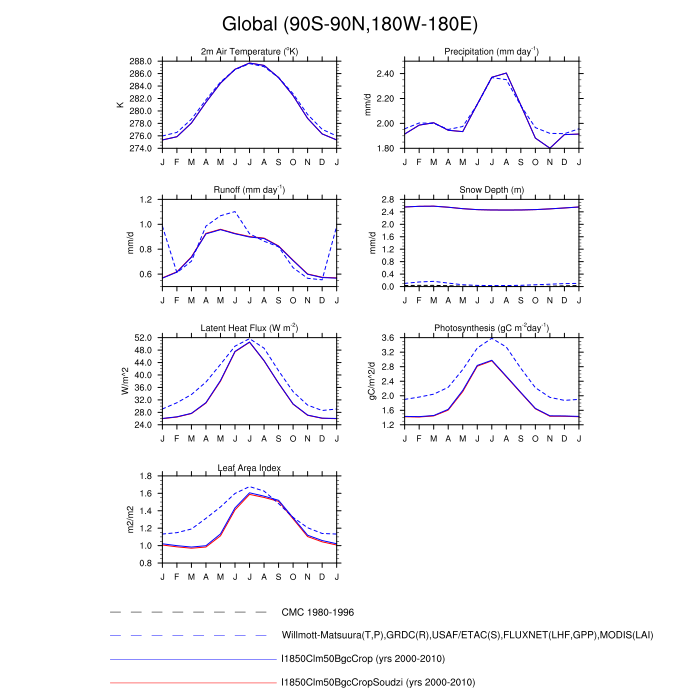 Global (90S-90N,180W-180E)
2m Air Temperature (°K)
288.0
286.0
284.0
282.0
280.0
278.0
276.0
274.0
K
J F M A M J J A S O N D J
Precipitation (mm day⁻¹)
2.40
2.20
2.00
1.80
mm/d
J F M A M J J A S O N D J
Runoff (mm day⁻¹)
1.2
1.0
0.8
0.6
mm/d
J F M A M J J A S O N D J
Snow Depth (m)
2.8
2.4
2.0
1.6
1.2
0.8
0.4
0.0
mm/d
J F M A M J J A S O N D J
Latent Heat Flux (W m⁻²)
52.0
48.0
44.0
40.0
36.0
32.0
28.0
24.0
W/m^2
J F M A M J J A S O N D J
Photosynthesis (gC m⁻²day⁻¹)
3.6
3.2
2.8
2.4
2.0
1.6
1.2
gC/m^2/d
J F M A M J J A S O N D J
Leaf Area Index
1.8
1.6
1.4
1.2
1.0
0.8
m2/m2
J F M A M J J A S O N D J
CMC 1980-1996
Willmott-Matsuura(T,P),GRDC(R),USAF/ETAC(S),FLUXNET(LHF,GPP),MODIS(LAI)
I1850Clm50BgcCrop (yrs 2000-2010)
I1850Clm50BgcCropSoudzi (yrs 2000-2010)